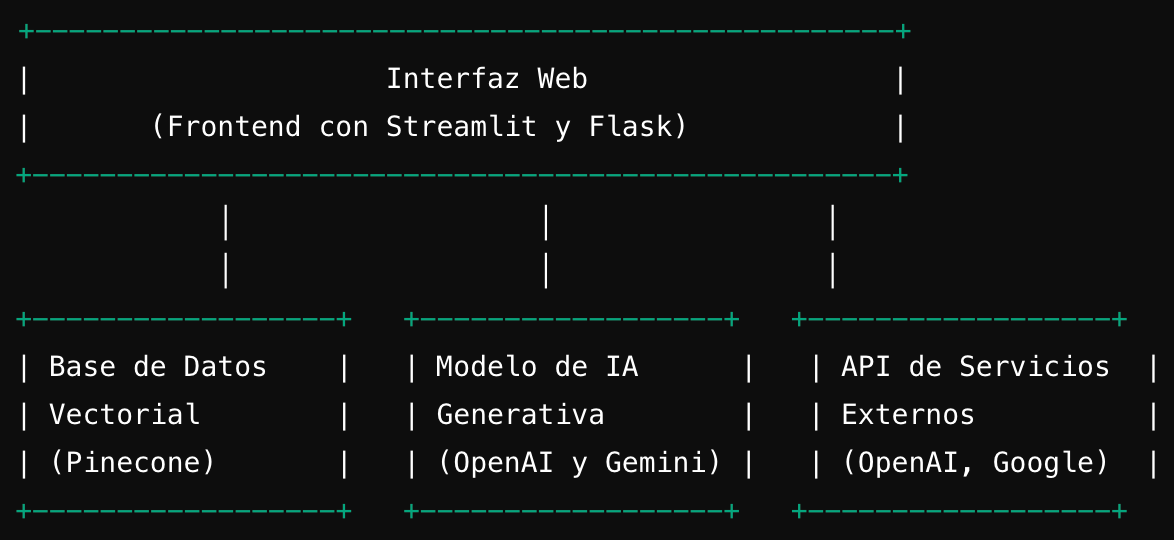 Interfaz Web
(Frontend con Streamlit y Flask)
Base de Datos
Vectorial
(Pinecone)
Modelo de IA
Generativa
(OpenAI y Gemini)
API de Servicios
Externos
(OpenAI, Google)